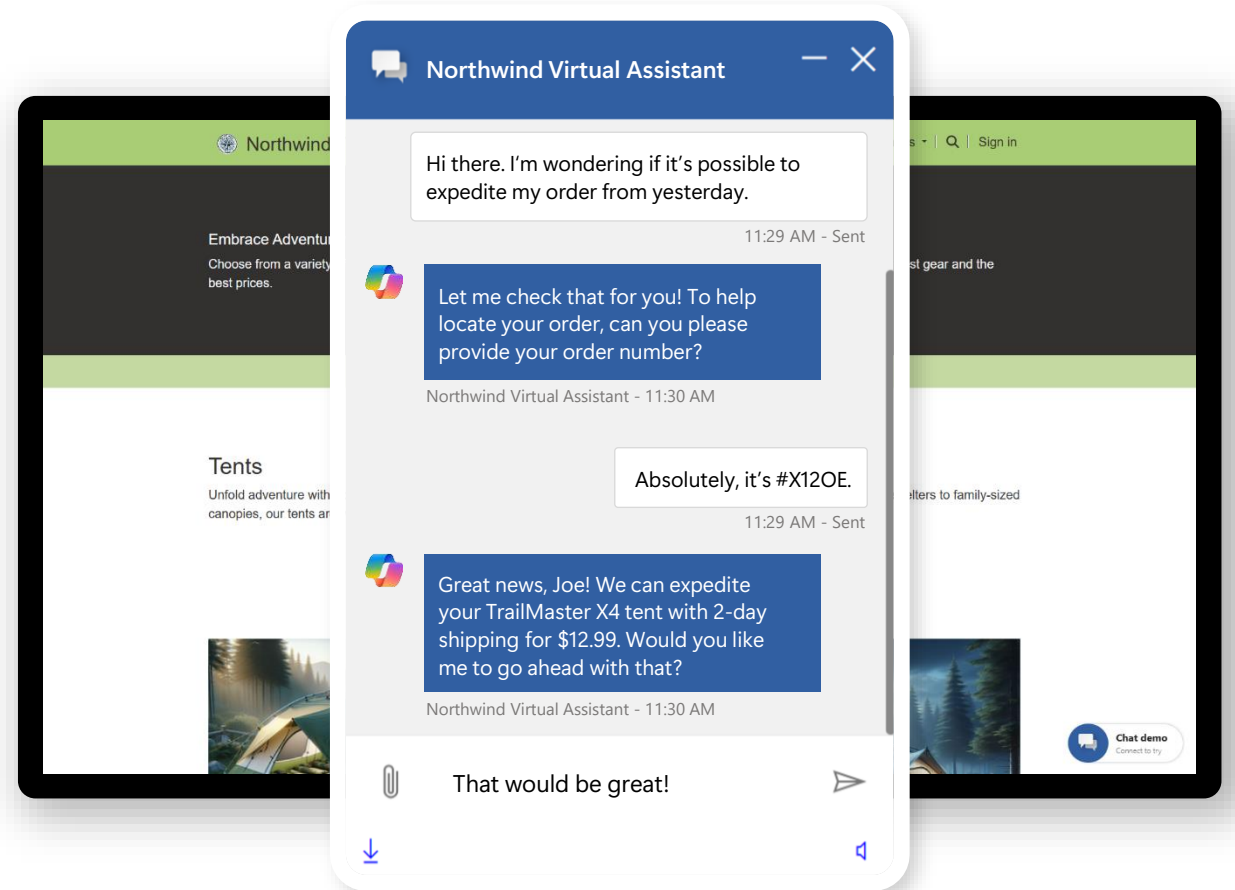 Northwind Virtual Assistant
Northwind
s
Sign in
Hi there. I'm wondering if it's possible to
expedite my order from yesterday.
11:29 AM - Sent
Embrace Adventu
Choose from a variety
best prices.
st gear and the
Let me check that for you! To help
locate your order, can you please
provide your order number?
Northwind Virtual Assistant - 11:30 AM
Absolutely, it's #X12OE.
11:29 AM - Sent
Tents
Unfold adventure with
canopies, our tents ar
elters to family-sized
Great news, Joe! We can expedite
your TrailMaster X4 tent with 2-day
shipping for $12.99. Would you like
me to go ahead with that?
Northwind Virtual Assistant - 11:30 AM
Chat demo
Connect to try
That would be great!